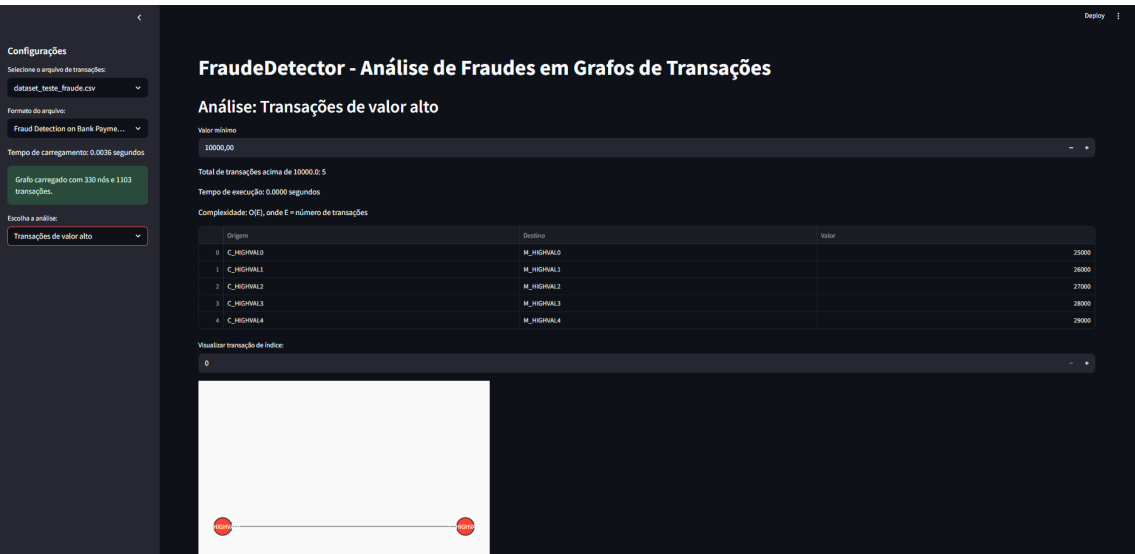 Deploy
Configurações
Selecione o arquivo de transações:
dataset_teste_fraude.csv
Formato do arquivo:
Fraud Detection on Bank Payme...
Tempo de carregamento: 0.0036 segundos
Grafo carregado com 330 nós e 1103
transações.
Escolha a análise:
Transações de valor alto
FraudeDetector - Análise de Fraudes em Grafos de Transações
Análise: Transações de valor alto
Valor mínimo
10000,00
Total de transações acima de 10000.0: 5
Tempo de execução: 0.0000 segundos
Complexidade: O(E), onde E = número de transações
Origem Destino Valor
0 C_HIGHVAL0 M_HIGHVAL0 25000
1 C_HIGHVAL1 M_HIGHVAL1 26000
2 C_HIGHVAL2 M_HIGHVAL2 27000
3 C_HIGHVAL3 M_HIGHVAL3 28000
4 C_HIGHVAL4 M_HIGHVAL4 29000
Visualizar transação de índice:
0